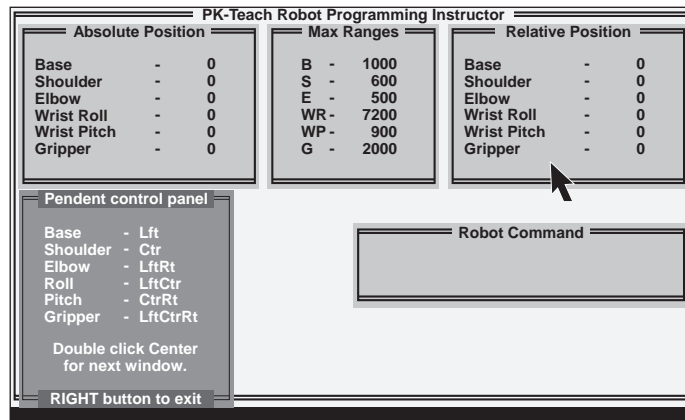 PK-Teach Robot Programming Instructor
Absolute Position
Base - 0
Shoulder - 0
Elbow - 0
Wrist Roll - 0
Wrist Pitch - 0
Gripper - 0
Max Ranges
B - 1000
S - 600
E - 500
WR - 7200
WP - 900
G - 2000
Relative Position
Base - 0
Shoulder - 0
Elbow - 0
Wrist Roll - 0
Wrist Pitch - 0
Gripper - 0
Pendent control panel
Base - Lft
Shoulder - Ctr
Elbow - LftRt
Roll - LftCtr
Pitch - CtrRt
Gripper - LftCtrRt
Double click Center
for next window.
RIGHT button to exit
Robot Command